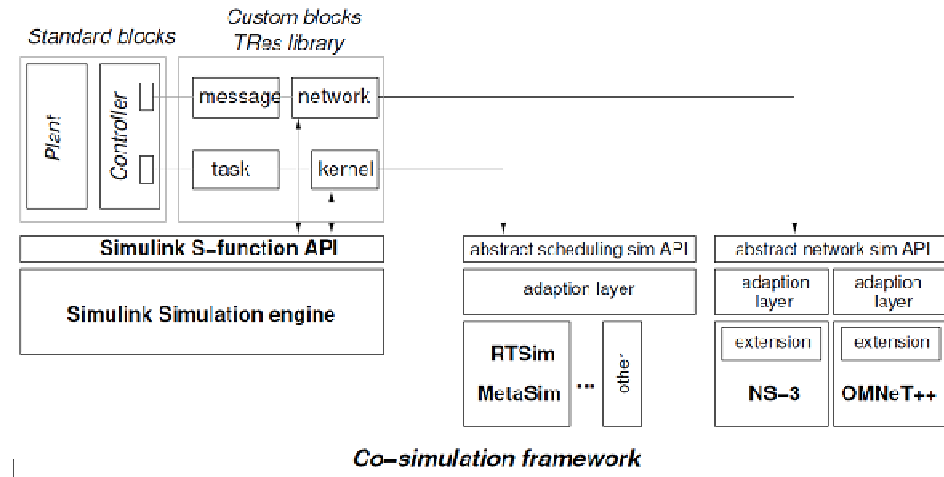 Standard blocks
Custom blocks
TRes library
Plant
Controller
message
network
task
kernel
Simulink S-function API
Simulink Simulation engine
abstract scheduling sim API
adaption layer
RTSim
MetaSim
...
other
abstract network sim API
adaption
layer
adaption
layer
extension
extension
NS-3
OMNeT++
Co-simulation framework